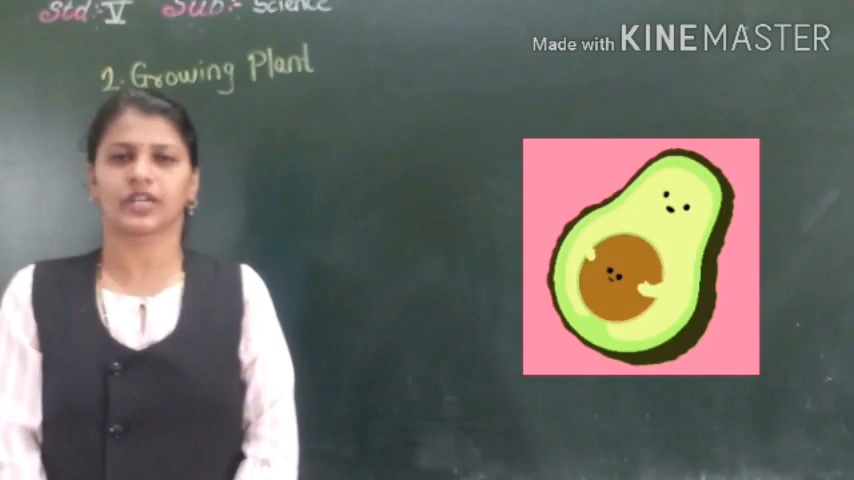 Std :- V Sub :- Science
Made with KINEMASTER
2. Growing Plant